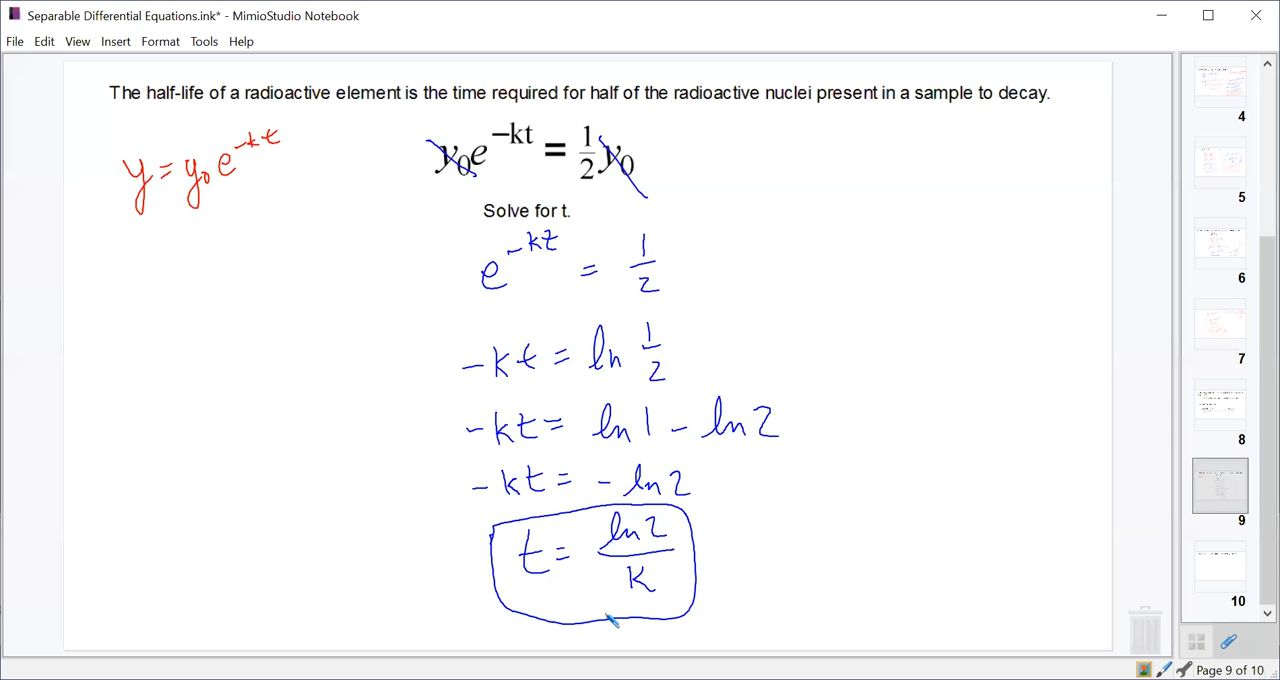 Separable Differential Equations.ink* - MimioStudio Notebook
File Edit View Insert Format Tools Help
The half-life of a radioactive element is the time required for half of the radioactive nuclei present in a sample to decay.
y = y₀e^(-kt)
y₀e^(-kt) = 1/2 y₀
Solve for t.
e^(-kt) = 1/2
-kt = ln 1/2
-kt = ln 1 - ln 2
-kt = - ln 2
t = ln 2/k
4
5
6
7
8
9
10
Page 9 of 10